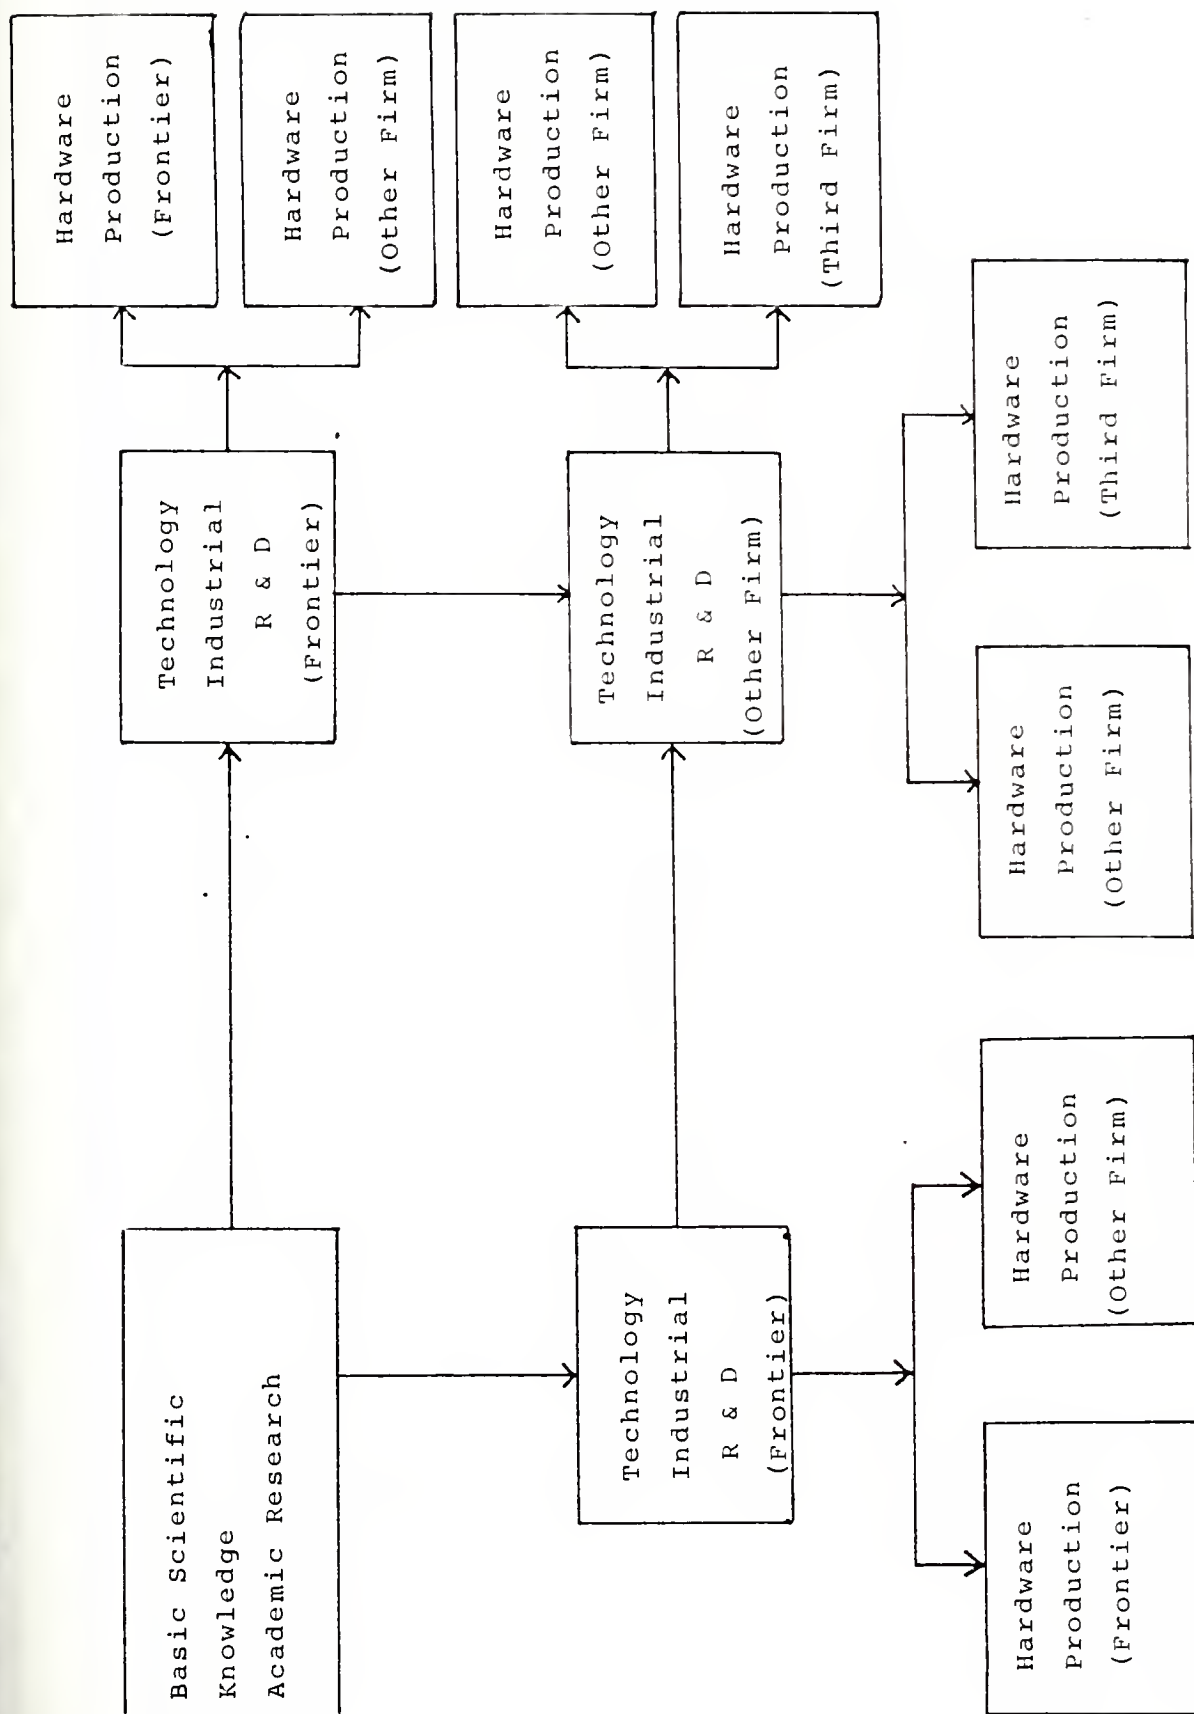 Basic Scientific
Knowledge
Academic Research
Technology
Industrial
R & D
(Frontier)
Hardware
Production
(Frontier)
Hardware
Production
(Other Firm)
Technology
Industrial
R & D
(Frontier)
Technology
Industrial
R & D
(Other Firm)
Hardware
Production
(Other Firm)
Hardware
Production
(Third Firm)
Hardware
Production
(Frontier)
Hardware
Production
(Other Firm)
Hardware
Production
(Other Firm)
Hardware
Production
(Third Firm)